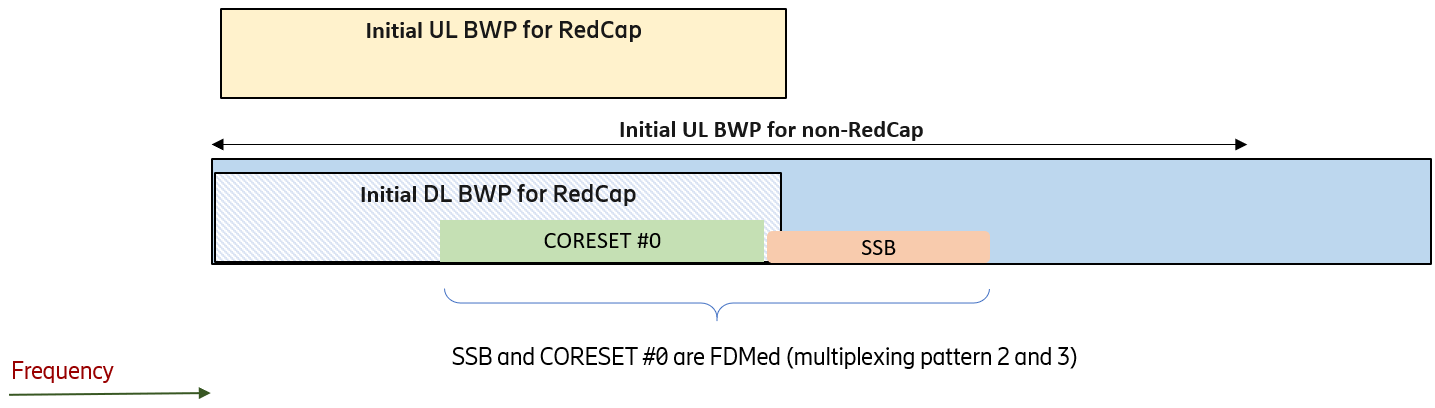 Initial UL BWP for RedCap
Initial UL BWP for non-RedCap
Initial DL BWP for RedCap
CORESET #0
SSB
SSB and CORESET #0 are FDMed (multiplexing pattern 2 and 3)
Frequency